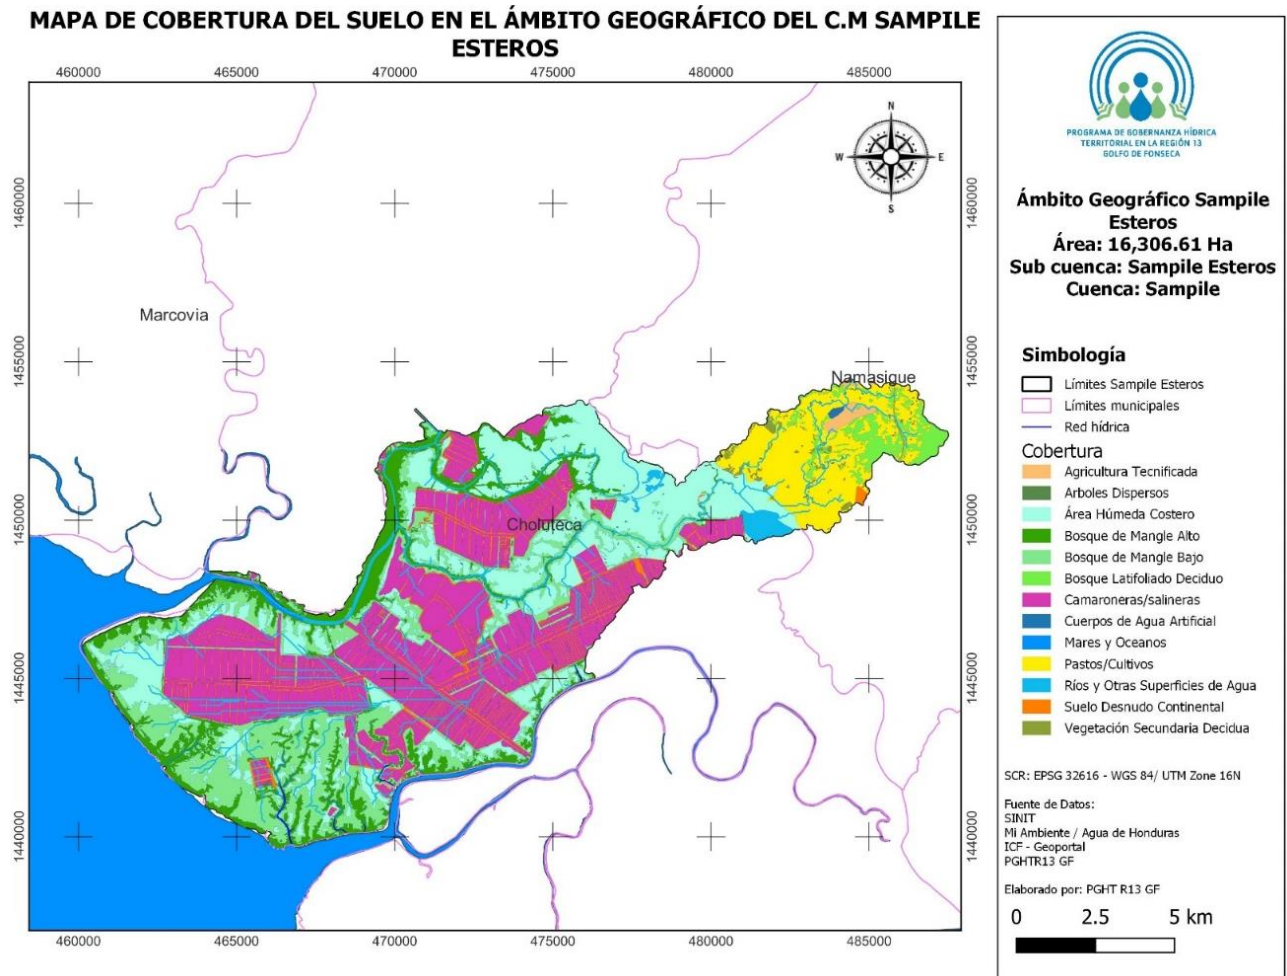 MAPA DE COBERTURA DEL SUELO EN EL ÁMBITO GEOGRÁFICO DEL C.M SAMPILE
ESTEROS
460000 465000 470000 475000 480000 485000
1460000 1455000 1450000 1445000 1440000
N
W E
S
Marcovia
Namasigue
Choluteca
1460000 1455000 1450000 1445000 1440000
460000 465000 470000 475000 480000 485000
PROGRAMA DE GOBERNANZA HÍDRICA
TERRITORIAL EN LA REGIÓN 13
GOLFO DE FONSECA
Ámbito Geográfico Sampile
Esteros
Área: 16,306.61 Ha
Sub cuenca: Sampile Esteros
Cuenca: Sampile
Simbología
Límites Sampile Esteros
Límites municipales
Red hídrica
Cobertura
Agricultura Tecnificada
Arboles Dispersos
Área Húmeda Costero
Bosque de Mangle Alto
Bosque de Mangle Bajo
Bosque Latifoliado Deciduo
Camaroneras/salineras
Cuerpos de Agua Artificial
Mares y Oceanos
Pastos/Cultivos
Ríos y Otras Superficies de Agua
Suelo Desnudo Continental
Vegetación Secundaria Decidua
SCR: EPSG 32616 - WGS 84/ UTM Zone 16N
Fuente de Datos:
SINIT
Mi Ambiente / Agua de Honduras
ICF - Geoportal
PGHTR13 GF
Elaborado por: PGHT R13 GF
0 2.5 5 km